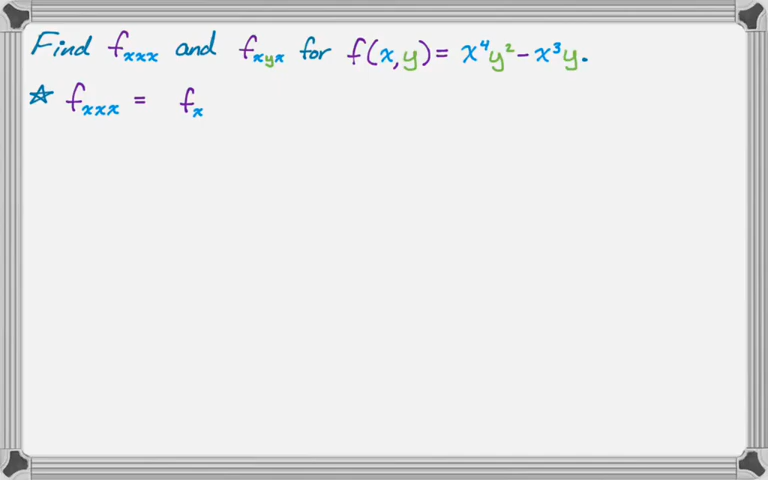 Find fₓₓₓ and fₓyₓ for f(x,y) = x⁴y² - x³y.
☆ fₓₓₓ = fₓ